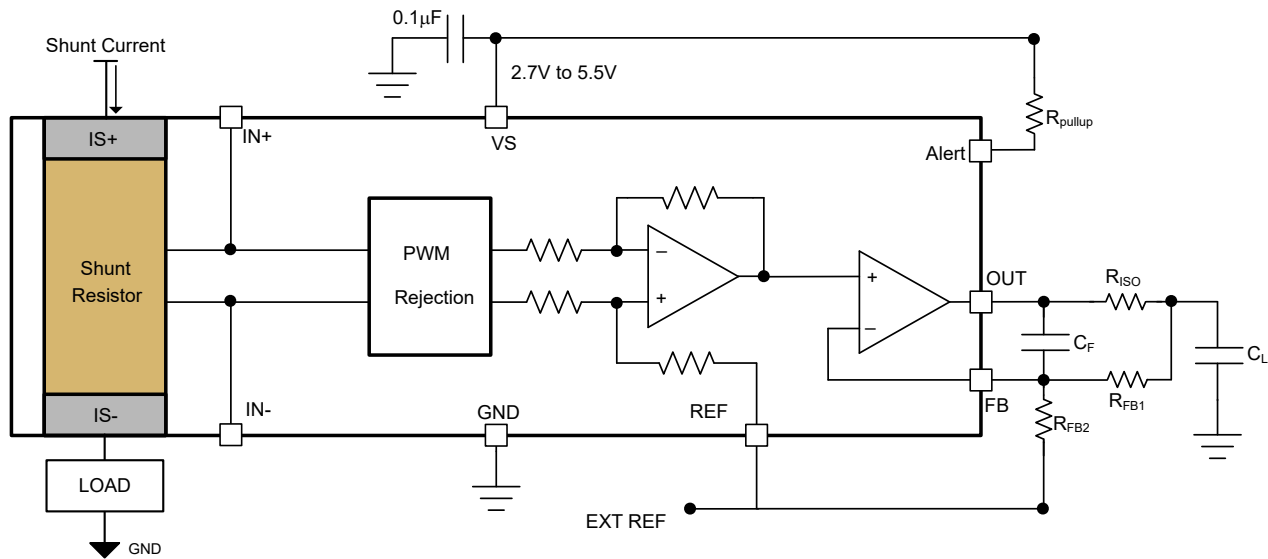 0.1μF
Shunt Current
2.7V to 5.5V
IS+
IN+
VS
Rpullup
Alert
Shunt
Resistor
PWM
Rejection
−
+
+
−
OUT
RISO
CF
CL
IS-
IN-
GND
REF
FB
RFB1
RFB2
LOAD
EXT REF
GND